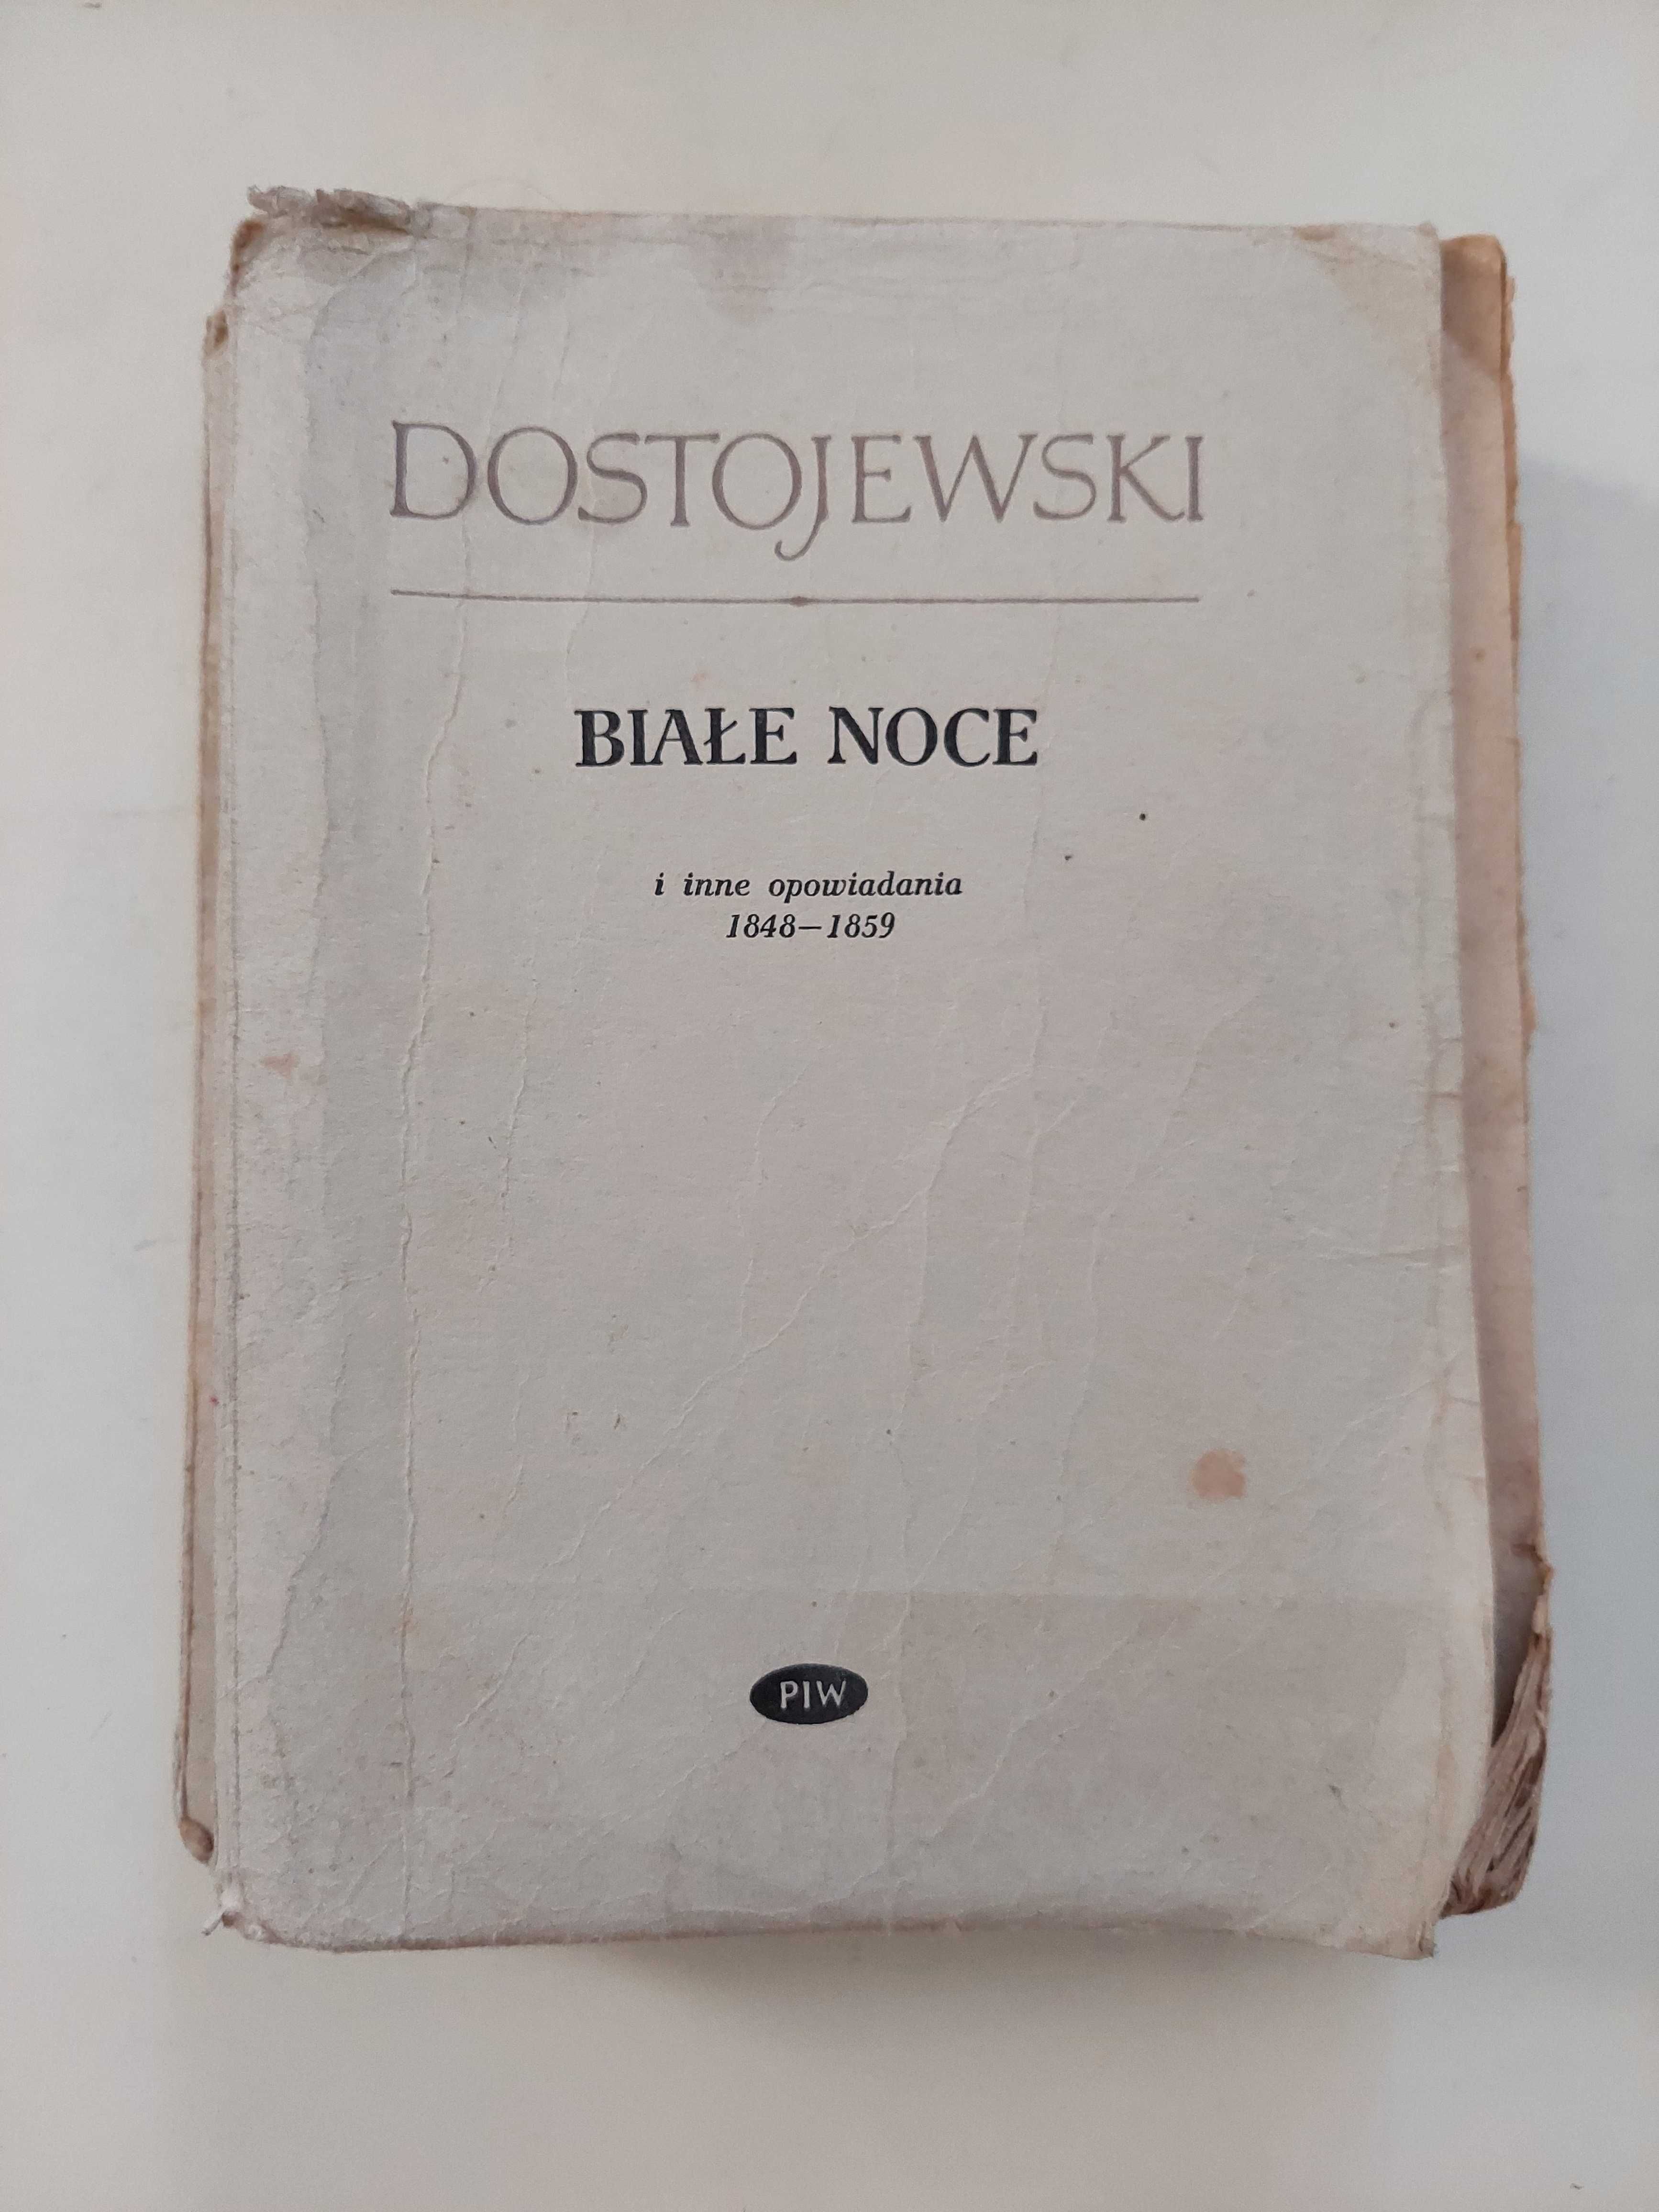 DOSTOJEWSKI
BIAŁE NOCE
i inne opowiadania
1848—1859
PIW